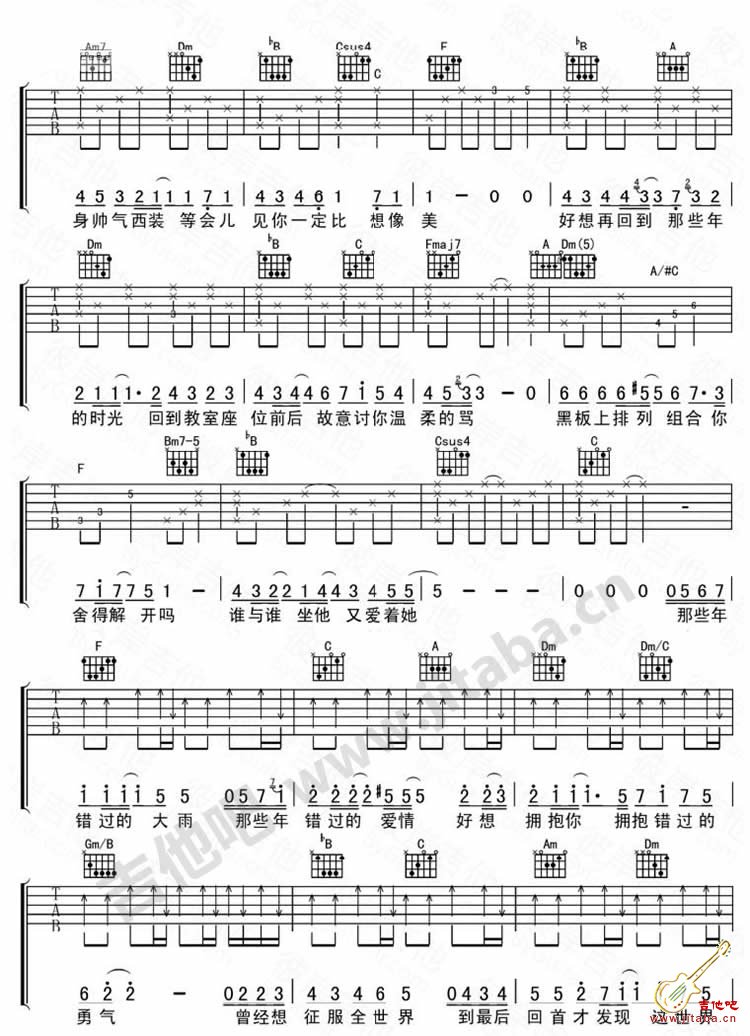 Am7 Dm ♭B Csus4 C F ♭B A
T A B
4 5 3 2 1 1 1 7 1 | 4 3 4 6 1 7 1 | 1 - 0 0 | 4 3 4 4 3 3 7 3 2
身帅气西装 等会儿 见你一定比 想像 美 好想再回到 那些年
Dm ♭B C Fmaj7 A Dm(5) A/#C
T A B 3 4 5 6
2 1 1 1· 2 4 3 2 3 | 4 3 4 4 6 7 i 5 4 | 4 5 3 3 - 0 | 6 6 6 6 #5 5 6 7· 3
的时光 回到教室座 位前后 故意讨你温 柔的骂 黑板上排列 组合 你
F Bm7-5 ♭B Csus4 C
T A B 3 3 5
7 i 7 7 5 1 - | 4 3 2 2 1 4 3 4 5 5 | 5 - - - | 0 0 0 0 5 6 7
舍得解 开吗 谁与谁 坐他 又爱着她 那些年
F C A Dm Dm/C
T A B
i i i i i 5 5 0 5 7 i | 2 2 2 2 2 #5 5 5 2 2 3 | 2 i i i· 5 7 i 7 5
错过的 大雨 那些年 错过的 爱情 好想 拥抱你 拥抱错过的
Gm/B ♭B C Am Dm
T A B
6 2 2 - 0 2 2 3
勇气 曾经想 征服全世界 到最后 回首才发现 这世界
吉他吧 www.jitaba.cn
吉他吧
www.jitaba.cn